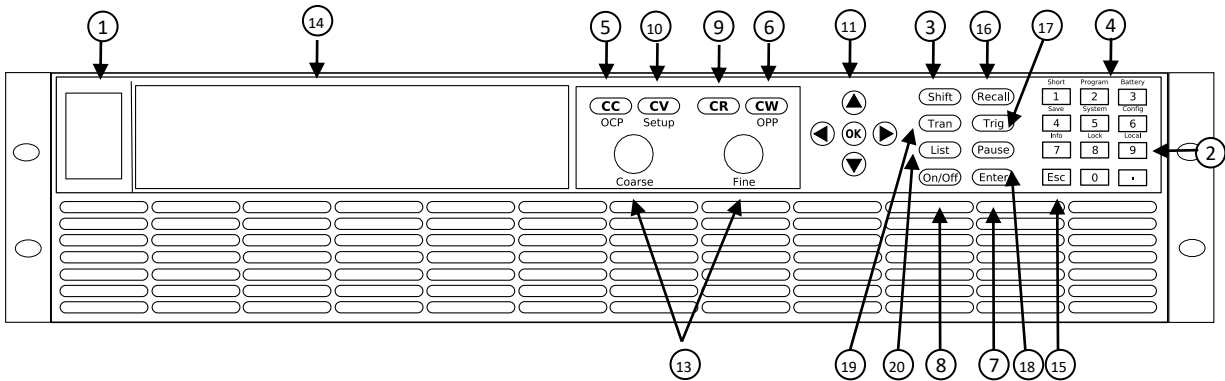 1 14 5 10 9 6 11 3 16 17 4
Short Program Battery
CC CV CR CW Shift Recall 1 2 3
OCP Setup OPP Save System Config
Tran Trig 4 5 6
OK Info Lock Local
List Pause 7 8 9 2
Coarse Fine On/Off Enter Esc 0 .
13 19 20 8 7 18 15